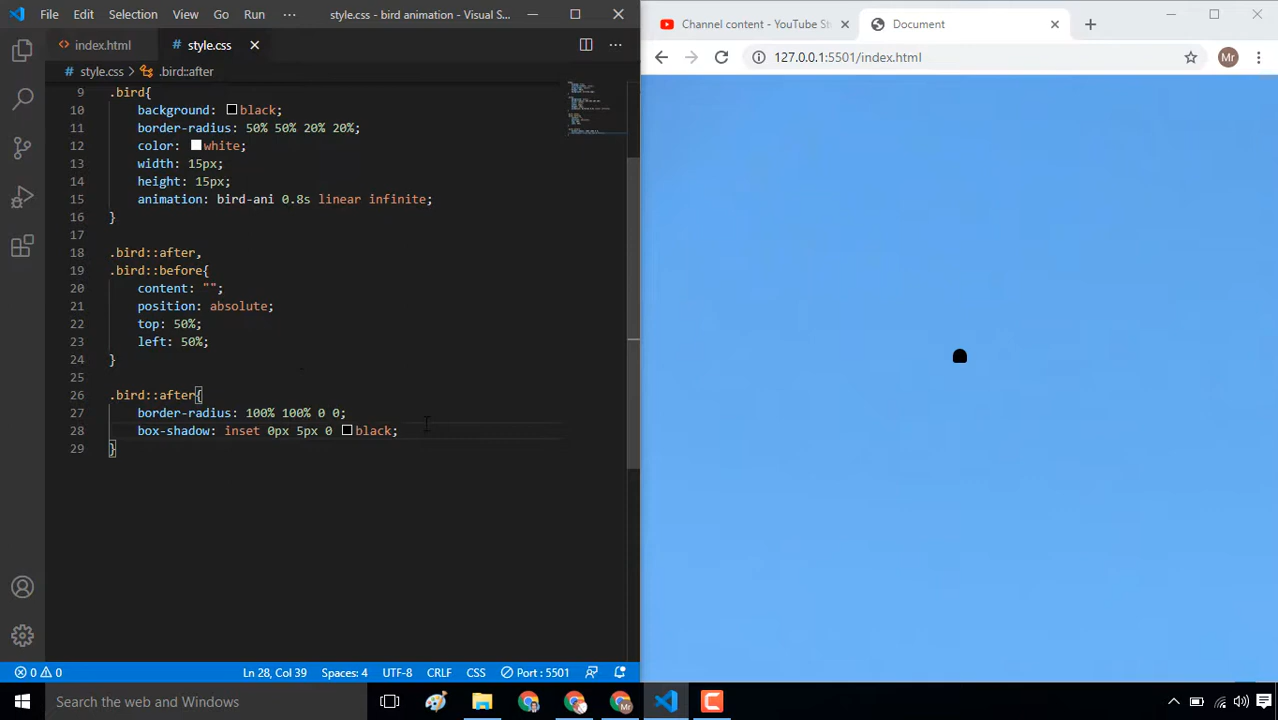 File Edit Selection View Go Run ··· style.css - bird animation - Visual S...
index.html style.css
style.css > .bird::after
9 .bird{
10 background: black;
11 border-radius: 50% 50% 20% 20%;
12 color: white;
13 width: 15px;
14 height: 15px;
15 animation: bird-ani 0.8s linear infinite;
16 }
17
18 .bird::after,
19 .bird::before{
20 content: "";
21 position: absolute;
22 top: 50%;
23 left: 50%;
24 }
25
26 .bird::after{
27 border-radius: 100% 100% 0 0;
28 box-shadow: inset 0px 5px 0 black;
29 }
0 0 Ln 28, Col 39 Spaces: 4 UTF-8 CRLF CSS Port : 5501
Channel content - YouTube St Document
127.0.0.1:5501/index.html Mr
Search the web and Windows Mr